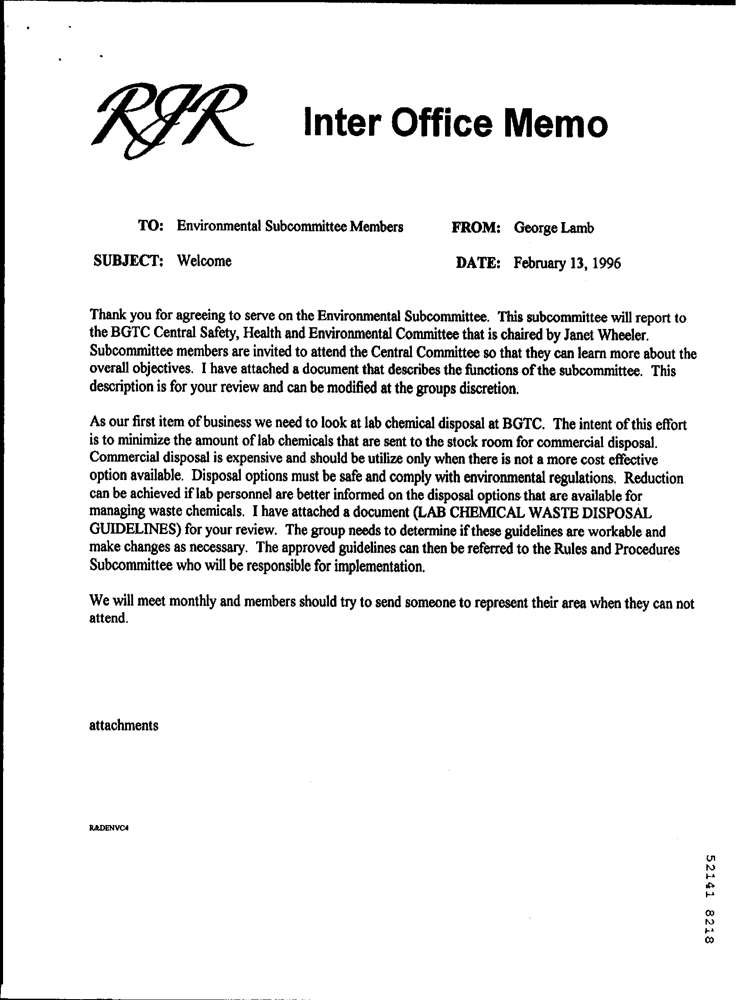 RJR Inter Office Memo
TO: Environmental Subcommittee Members FROM: George Lamb
SUBJECT: Welcome DATE: February 13, 1996
Thank you for agreeing to serve on the Environmental Subcommittee. This subcommittee will report to
the BGTC Central Safety, Health and Environmental Committee that is chaired by Janet Wheeler.
Subcommittee members are invited to attend the Central Committee so that they can learn more about the
overall objectives. I have attached a document that describes the functions of the subcommittee. This
description is for your review and can be modified at the groups discretion.
As our first item of business we need to look at lab chemical disposal at BGTC. The intent of this effort
is to minimize the amount of lab chemicals that are sent to the stock room for commercial disposal.
Commercial disposal is expensive and should be utilize only when there is not a more cost effective
option available. Disposal options must be safe and comply with environmental regulations. Reduction
can be achieved if lab personnel are better informed on the disposal options that are available for
managing waste chemicals. I have attached a document (LAB CHEMICAL WASTE DISPOSAL
GUIDELINES) for your review. The group needs to determine if these guidelines are workable and
make changes as necessary. The approved guidelines can then be referred to the Rules and Procedures
Subcommittee who will be responsible for implementation.
We will meet monthly and members should try to send someone to represent their area when they can not
attend.
attachments
R&DENVC4
52141 8218